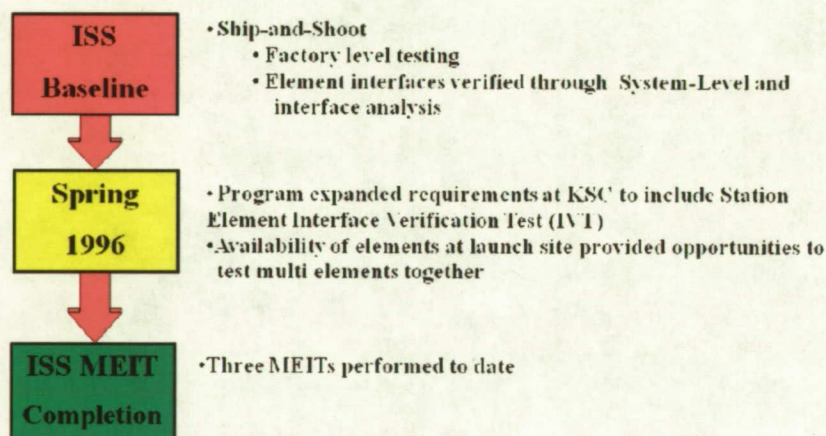 ISS
Baseline
•Ship-and-Shoot
•Factory level testing
•Element interfaces verified through System-Level and
interface analysis
Spring
1996
•Program expanded requirements at KSC to include Station
Element Interface Verification Test (IVT)
•Availability of elements at launch site provided opportunities to
test multi elements together
ISS MEIT
Completion
•Three MEITs performed to date